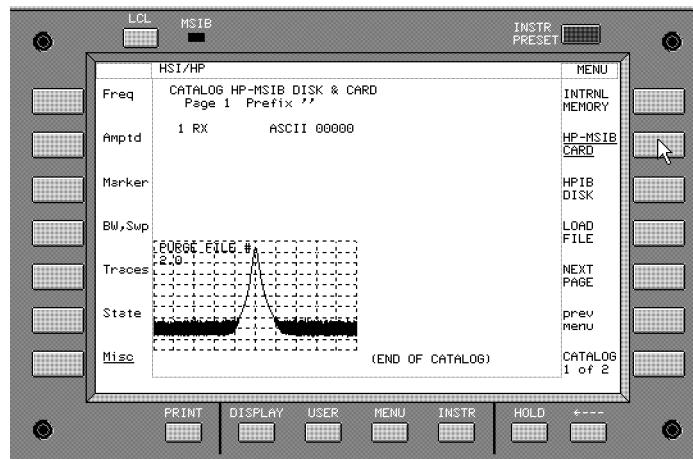 LCL
MSIB
INSTR
PRESET
HSI/HP
MENU
Freq
CATALOG HP-MSIB DISK & CARD
INTRNL
MEMORY
Page 1 Prefix ''
Amptd
1 RX ASCII 00000
HP-MSIB
CARD
Marker
HPIB
DISK
BW,Swp
LOAD
FILE
PURGE FILE #
2.0
Traces
NEXT
PAGE
State
prev
menu
Misc
(END OF CATALOG)
CATALOG
1 of 2
PRINT
DISPLAY
USER
MENU
INSTR
HOLD
<---